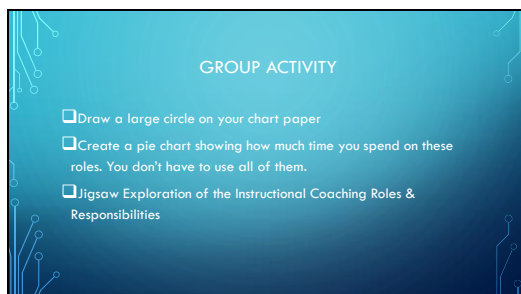 GROUP ACTIVITY
❑Draw a large circle on your chart paper
❑Create a pie chart showing how much time you spend on these
roles. You don't have to use all of them.
❑Jigsaw Exploration of the Instructional Coaching Roles &
Responsibilities